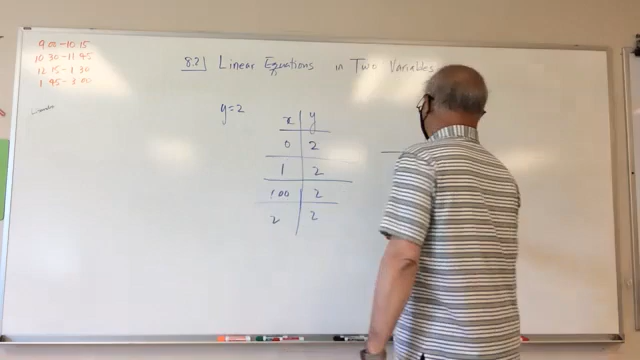 9:00-10:15
10:30-11:45
12:15-1:30
1:45-3:00
8.2] Linear Equations in Two Variables
y=2
x y
0 2
1 2
100 2
2 2